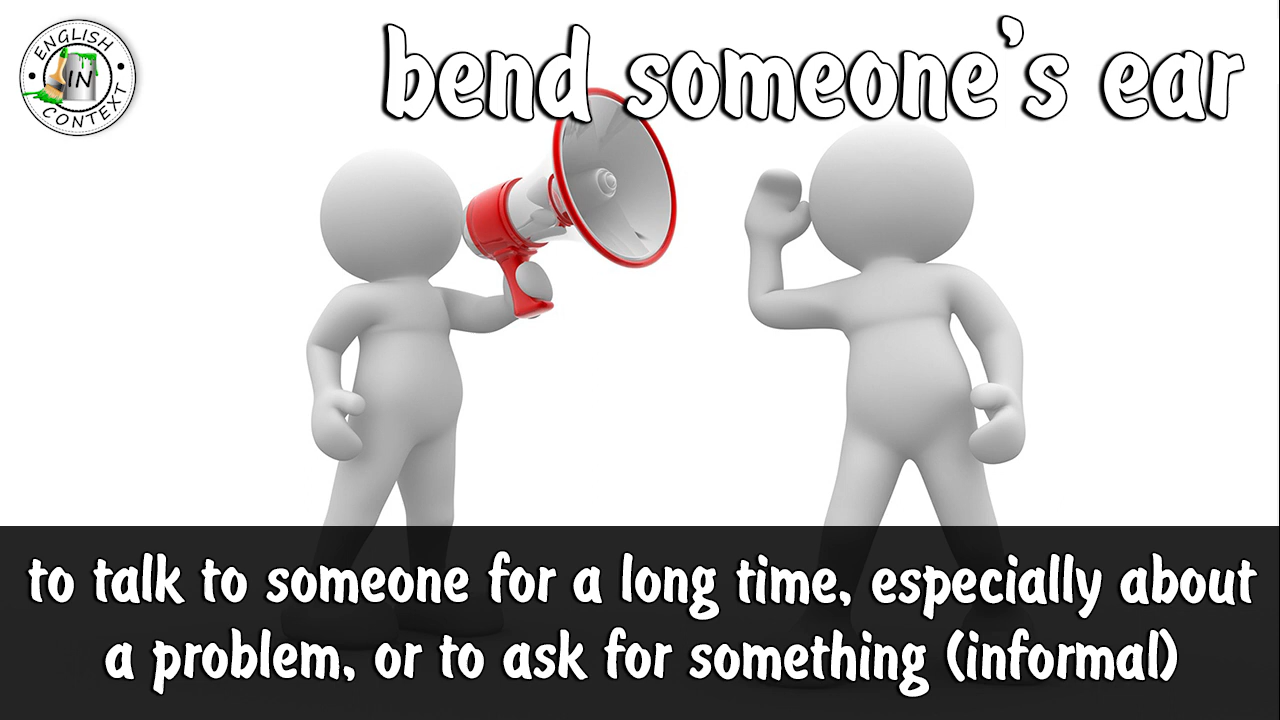 ENGLISH
IN
CONTEXT
bend someone's ear
to talk to someone for a long time, especially about
a problem, or to ask for something (informal)